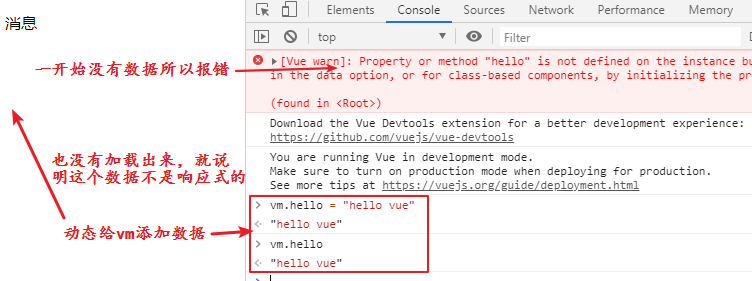 消息
一开始没有数据所以报错
也没有加载出来，就说
明这个数据不是响应式的
动态给vm添加数据
Elements Console Sources Network Performance Memory
top Filter
[Vue warn]: Property or method "hello" is not defined on the instance bu
in the data option, or for class-based components, by initializing the pr
(found in <Root>)
Download the Vue Devtools extension for a better development experience:
https://github.com/vuejs/vue-devtools
You are running Vue in development mode.
Make sure to turn on production mode when deploying for production.
See more tips at https://vuejs.org/guide/deployment.html
> vm.hello = "hello vue"
"hello vue"
> vm.hello
"hello vue"
>